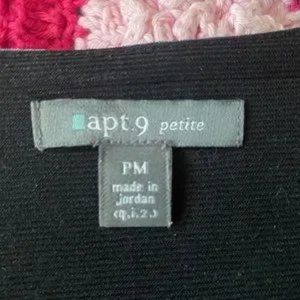 apt.9 petite
PM
made in
jordan
(q.i.z.)